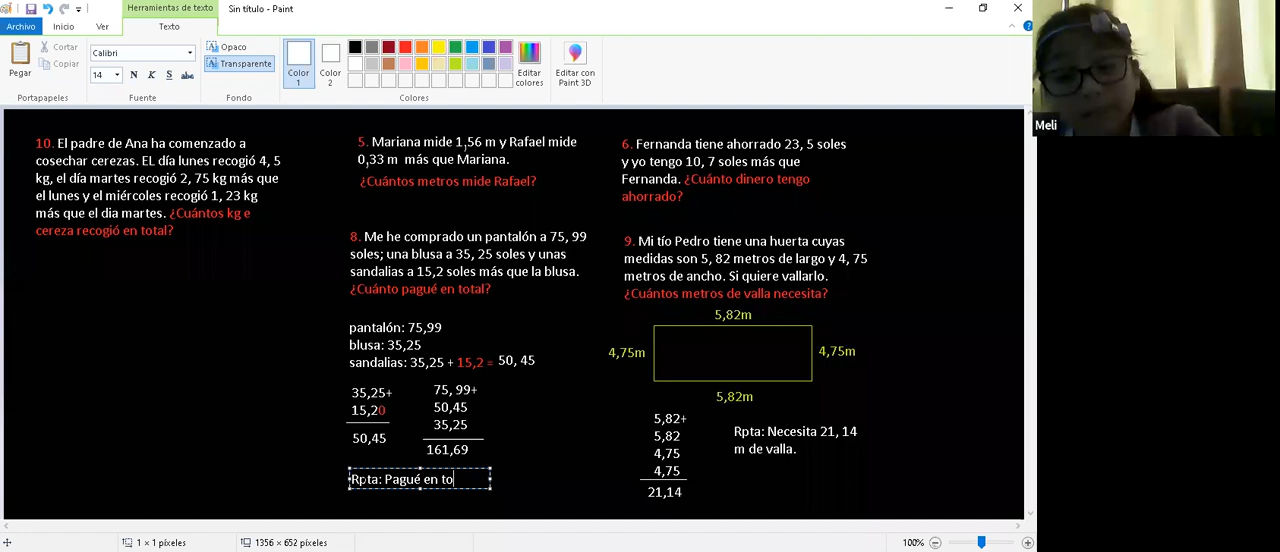 Herramientas de texto
Sin título - Paint
Archivo
Inicio
Ver
Texto
Pegar
Cortar
Copiar
Portapapeles
Calibri
14
N K S abc
Fuente
Opaco
Transparente
Fondo
Color 1
Color 2
Colores
Editar colores
Editar con Paint 3D
Meli
10. El padre de Ana ha comenzado a
cosechar cerezas. EL día lunes recogió 4, 5
kg, el día martes recogió 2, 75 kg más que
el lunes y el miércoles recogió 1, 23 kg
más que el dia martes. ¿Cuántos kg e
cereza recogió en total?
5. Mariana mide 1,56 m y Rafael mide
0,33 m más que Mariana.
¿Cuántos metros mide Rafael?
6. Fernanda tiene ahorrado 23, 5 soles
y yo tengo 10, 7 soles más que
Fernanda. ¿Cuánto dinero tengo
ahorrado?
8. Me he comprado un pantalón a 75, 99
soles; una blusa a 35, 25 soles y unas
sandalias a 15,2 soles más que la blusa.
¿Cuánto pagué en total?
pantalón: 75,99
blusa: 35,25
sandalias: 35,25 + 15,2 = 50, 45
35,25+
15,20
50,45
75, 99+
50,45
35,25
161,69
Rpta: Pagué en to
9. Mi tío Pedro tiene una huerta cuyas
medidas son 5, 82 metros de largo y 4, 75
metros de ancho. Si quiere vallarlo.
¿Cuántos metros de valla necesita?
5,82m
4,75m
4,75m
5,82m
5,82+
5,82
4,75
4,75
21,14
Rpta: Necesita 21, 14
m de valla.
1 × 1 píxeles
1356 × 652 píxeles
100%